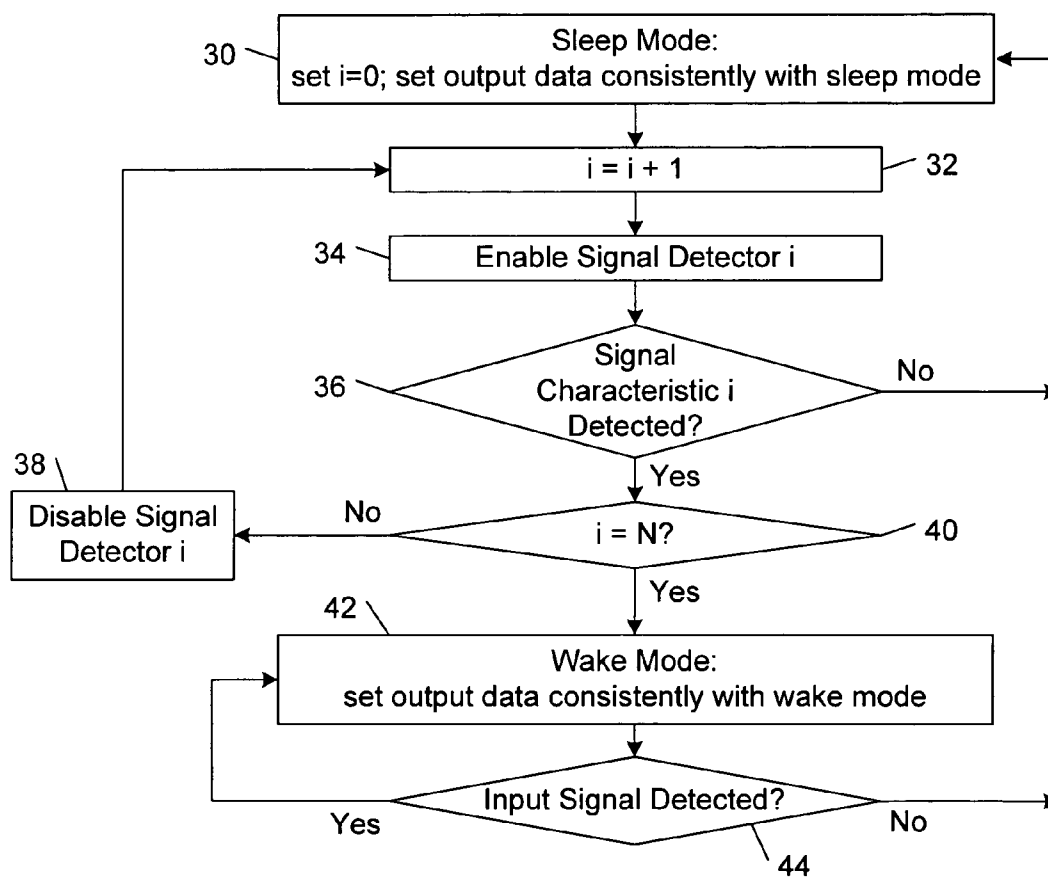 30
Sleep Mode:
set i=0; set output data consistently with sleep mode
i = i + 1
32
34
Enable Signal Detector i
36
Signal
Characteristic i
Detected?
No
Yes
38
Disable Signal
Detector i
No
i = N?
40
Yes
42
Wake Mode:
set output data consistently with wake mode
Input Signal Detected?
Yes
No
44